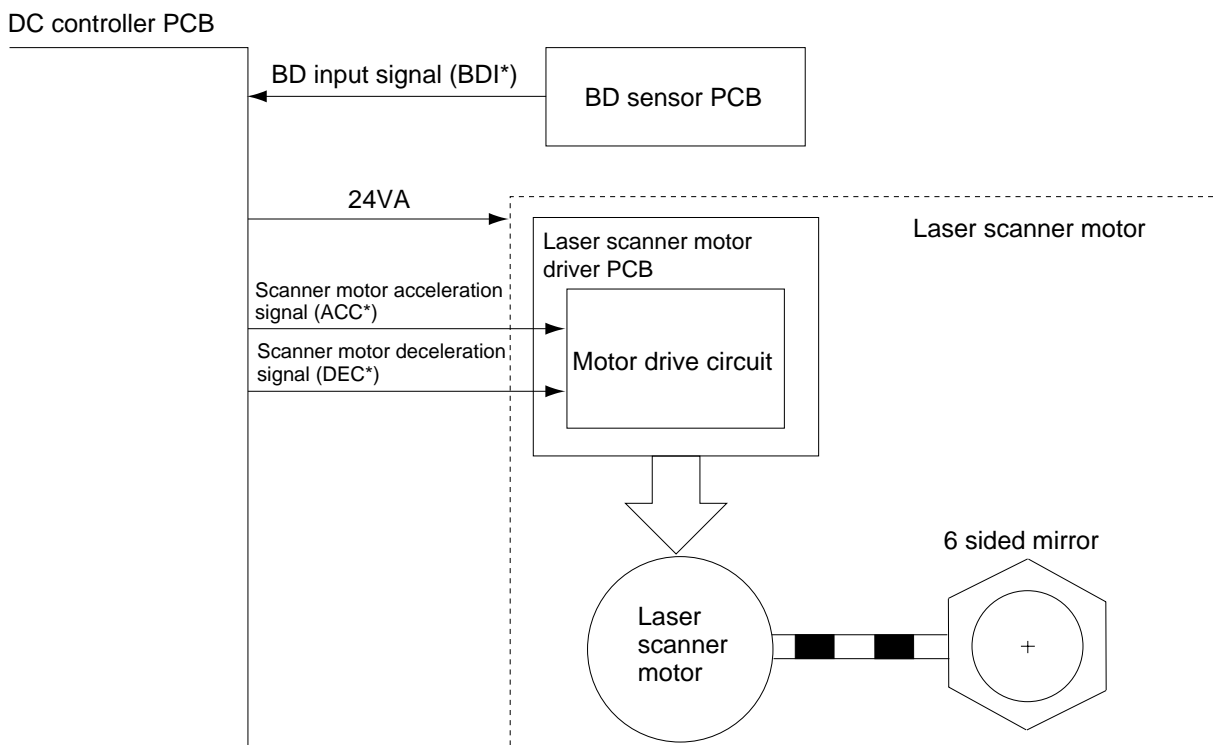 DC controller PCB
BD input signal (BDI*)
BD sensor PCB
24VA
Laser scanner motor
Laser scanner motor
driver PCB
Scanner motor acceleration
signal (ACC*)
Scanner motor deceleration
signal (DEC*)
Motor drive circuit
6 sided mirror
Laser
scanner
motor